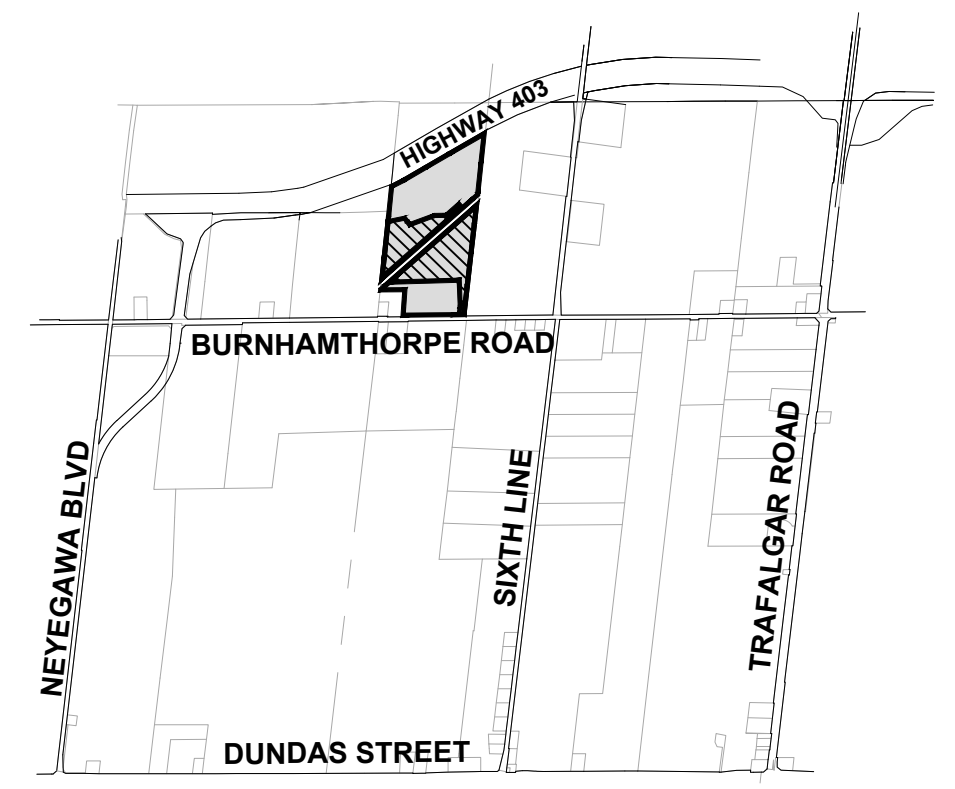 HIGHWAY 403
BURNHAMTHORPE ROAD
NEYEGAWA BLVD
SIXTH LINE
TRAFALGAR ROAD
DUNDAS STREET